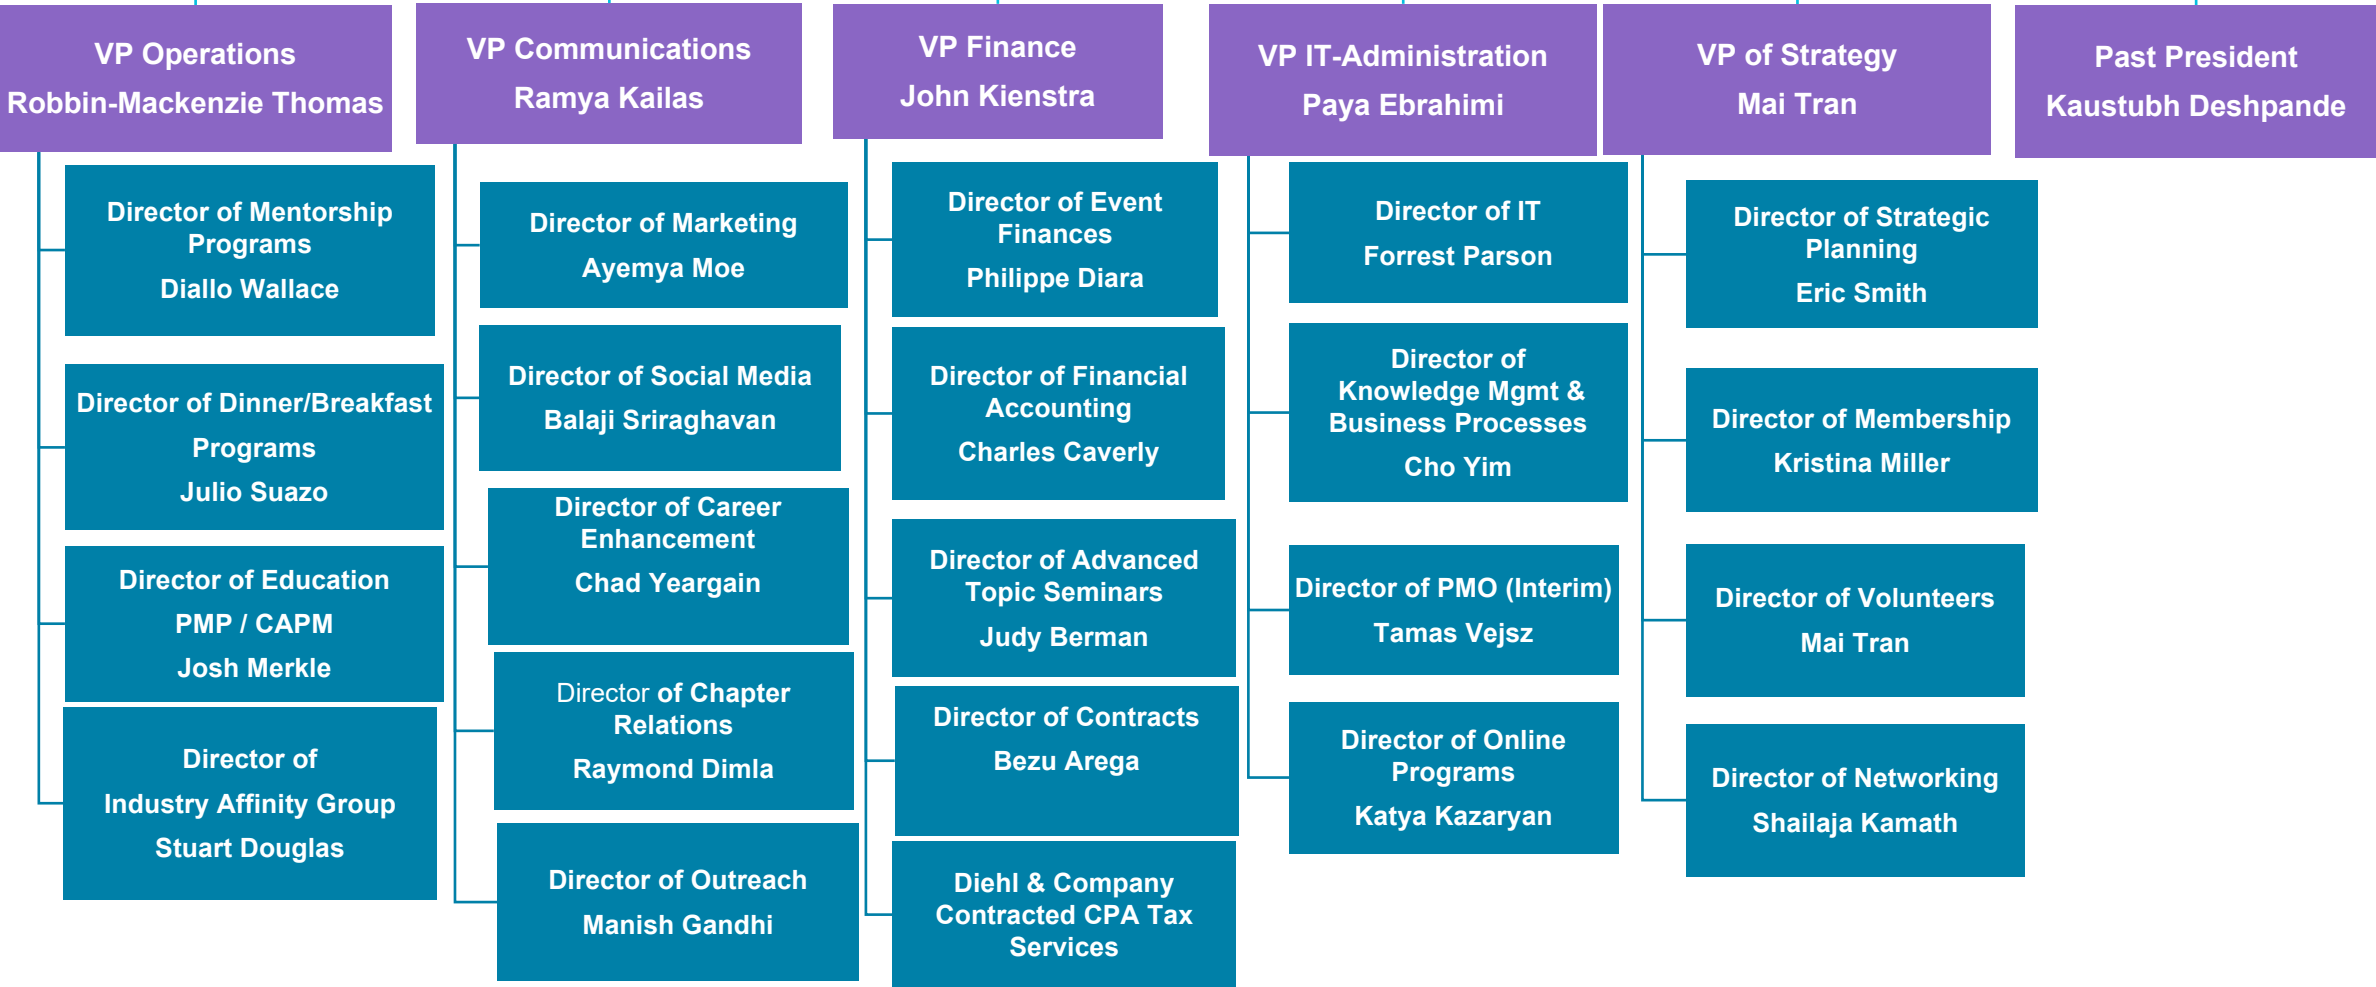 VP Operations
Robbin-Mackenzie Thomas
Director of Mentorship
Programs
Diallo Wallace
Director of Dinner/Breakfast
Programs
Julio Suazo
Director of Education
PMP / CAPM
Josh Merkle
Director of
Industry Affinity Group
Stuart Douglas
VP Communications
Ramya Kailas
Director of Marketing
Ayemya Moe
Director of Social Media
Balaji Sriraghavan
Director of Career
Enhancement
Chad Yeargain
Director of Chapter
Relations
Raymond Dimla
Director of Outreach
Manish Gandhi
VP Finance
John Kienstra
Director of Event
Finances
Philippe Diara
Director of Financial
Accounting
Charles Caverly
Director of Advanced
Topic Seminars
Judy Berman
Director of Contracts
Bezu Arega
Diehl & Company
Contracted CPA Tax
Services
VP IT-Administration
Paya Ebrahimi
Director of IT
Forrest Parson
Director of
Knowledge Mgmt &
Business Processes
Cho Yim
Director of PMO (Interim)
Tamas Vejsz
Director of Online
Programs
Katya Kazaryan
VP of Strategy
Mai Tran
Director of Strategic
Planning
Eric Smith
Director of Membership
Kristina Miller
Director of Volunteers
Mai Tran
Director of Networking
Shailaja Kamath
Past President
Kaustubh Deshpande